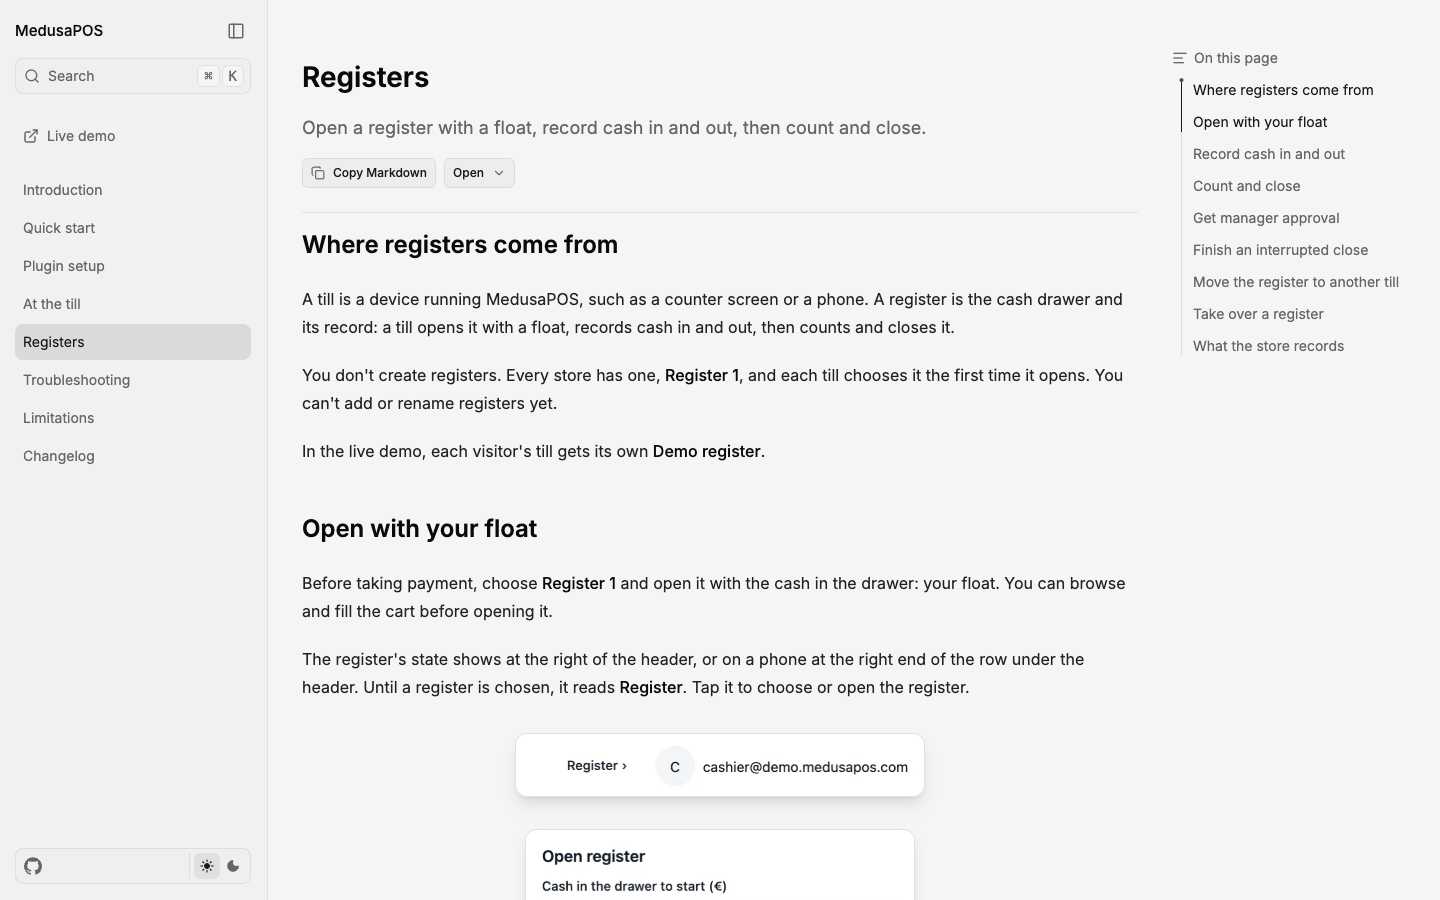 MedusaPOS
Search
⌘ K
Live demo
Introduction
Quick start
Plugin setup
At the till
Registers
Troubleshooting
Limitations
Changelog
Registers
Open a register with a float, record cash in and out, then count and close.
Copy Markdown
Open
Where registers come from
A till is a device running MedusaPOS, such as a counter screen or a phone. A register is the cash drawer and
its record: a till opens it with a float, records cash in and out, then counts and closes it.
You don't create registers. Every store has one, Register 1, and each till chooses it the first time it opens. You
can't add or rename registers yet.
In the live demo, each visitor's till gets its own Demo register.
Open with your float
Before taking payment, choose Register 1 and open it with the cash in the drawer: your float. You can browse
and fill the cart before opening it.
The register's state shows at the right of the header, or on a phone at the right end of the row under the
header. Until a register is chosen, it reads Register. Tap it to choose or open the register.
Register ›
C
cashier@demo.medusapos.com
Open register
Cash in the drawer to start (€)
On this page
Where registers come from
Open with your float
Record cash in and out
Count and close
Get manager approval
Finish an interrupted close
Move the register to another till
Take over a register
What the store records